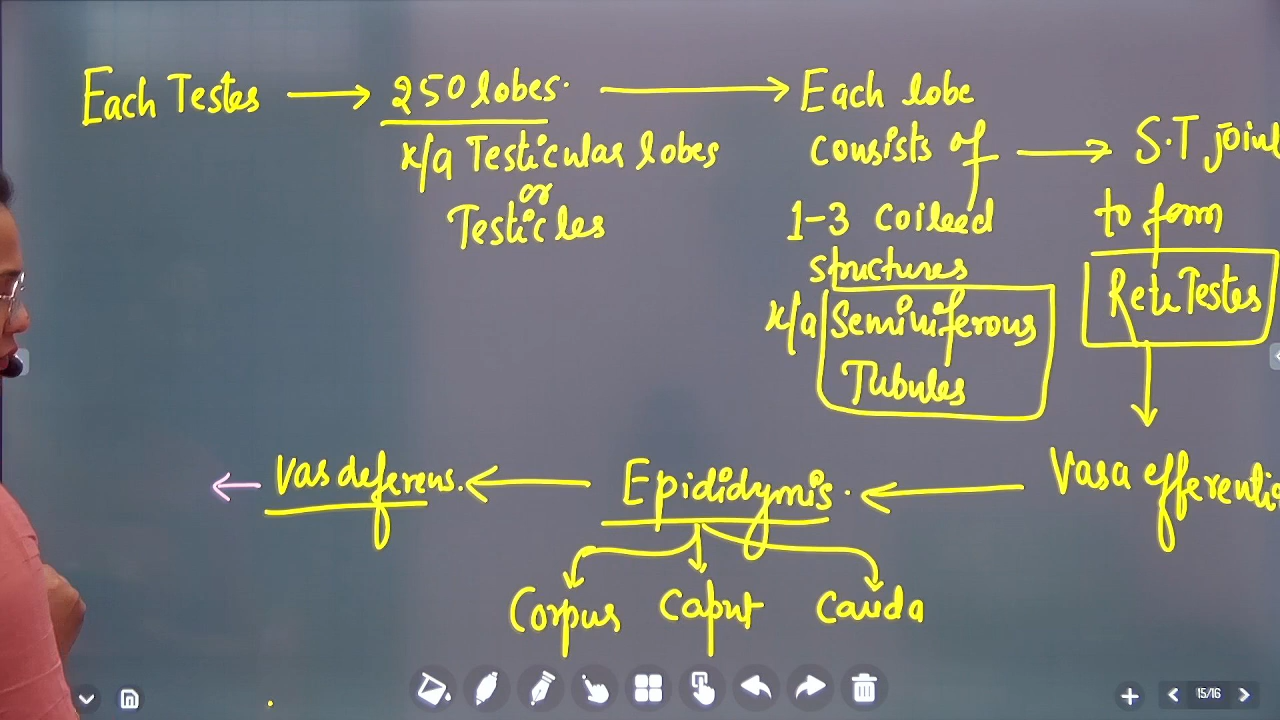 Each Testes → 250 lobes. → Each lobe
k/a Testicular lobes
or
Testicles
consists of → S.T joint
1-3 coileed
structures
k/a Seminiferous
Tubules
to form
Rete Testes
Vas deferens. ← Epididymis. ← Vasa efferentia
Corpus Caput Cauda
15/16